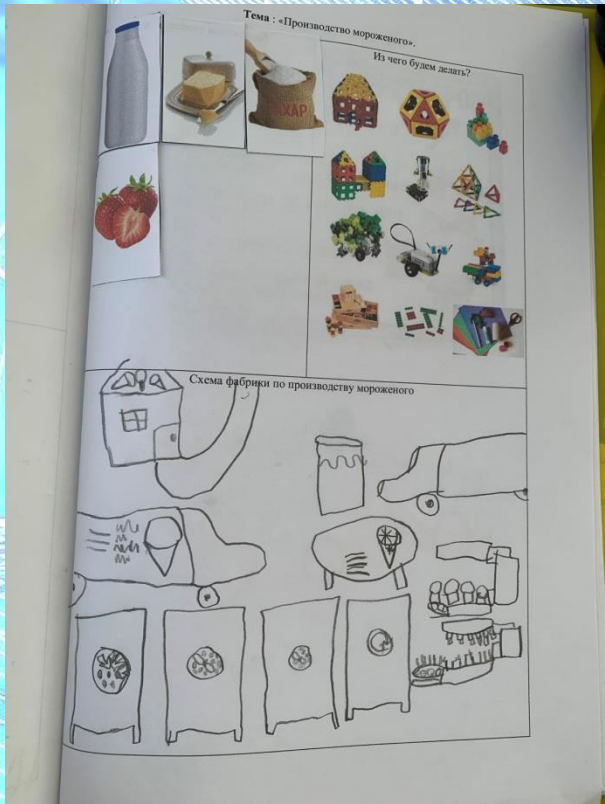 Тема : «Производство мороженого».
Из чего будем делать?
САХАР
Схема фабрики по производству мороженого